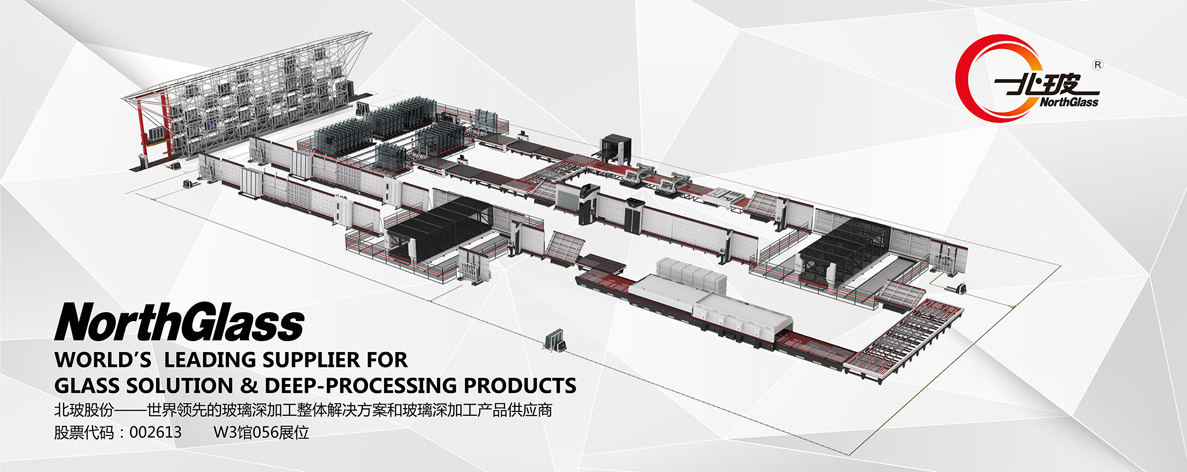 北玻
®
NorthGlass
NorthGlass
WORLD'S LEADING SUPPLIER FOR
GLASS SOLUTION & DEEP-PROCESSING PRODUCTS
北玻股份——世界领先的玻璃深加工整体解决方案和玻璃深加工产品供应商
股票代码：002613 W3馆056展位